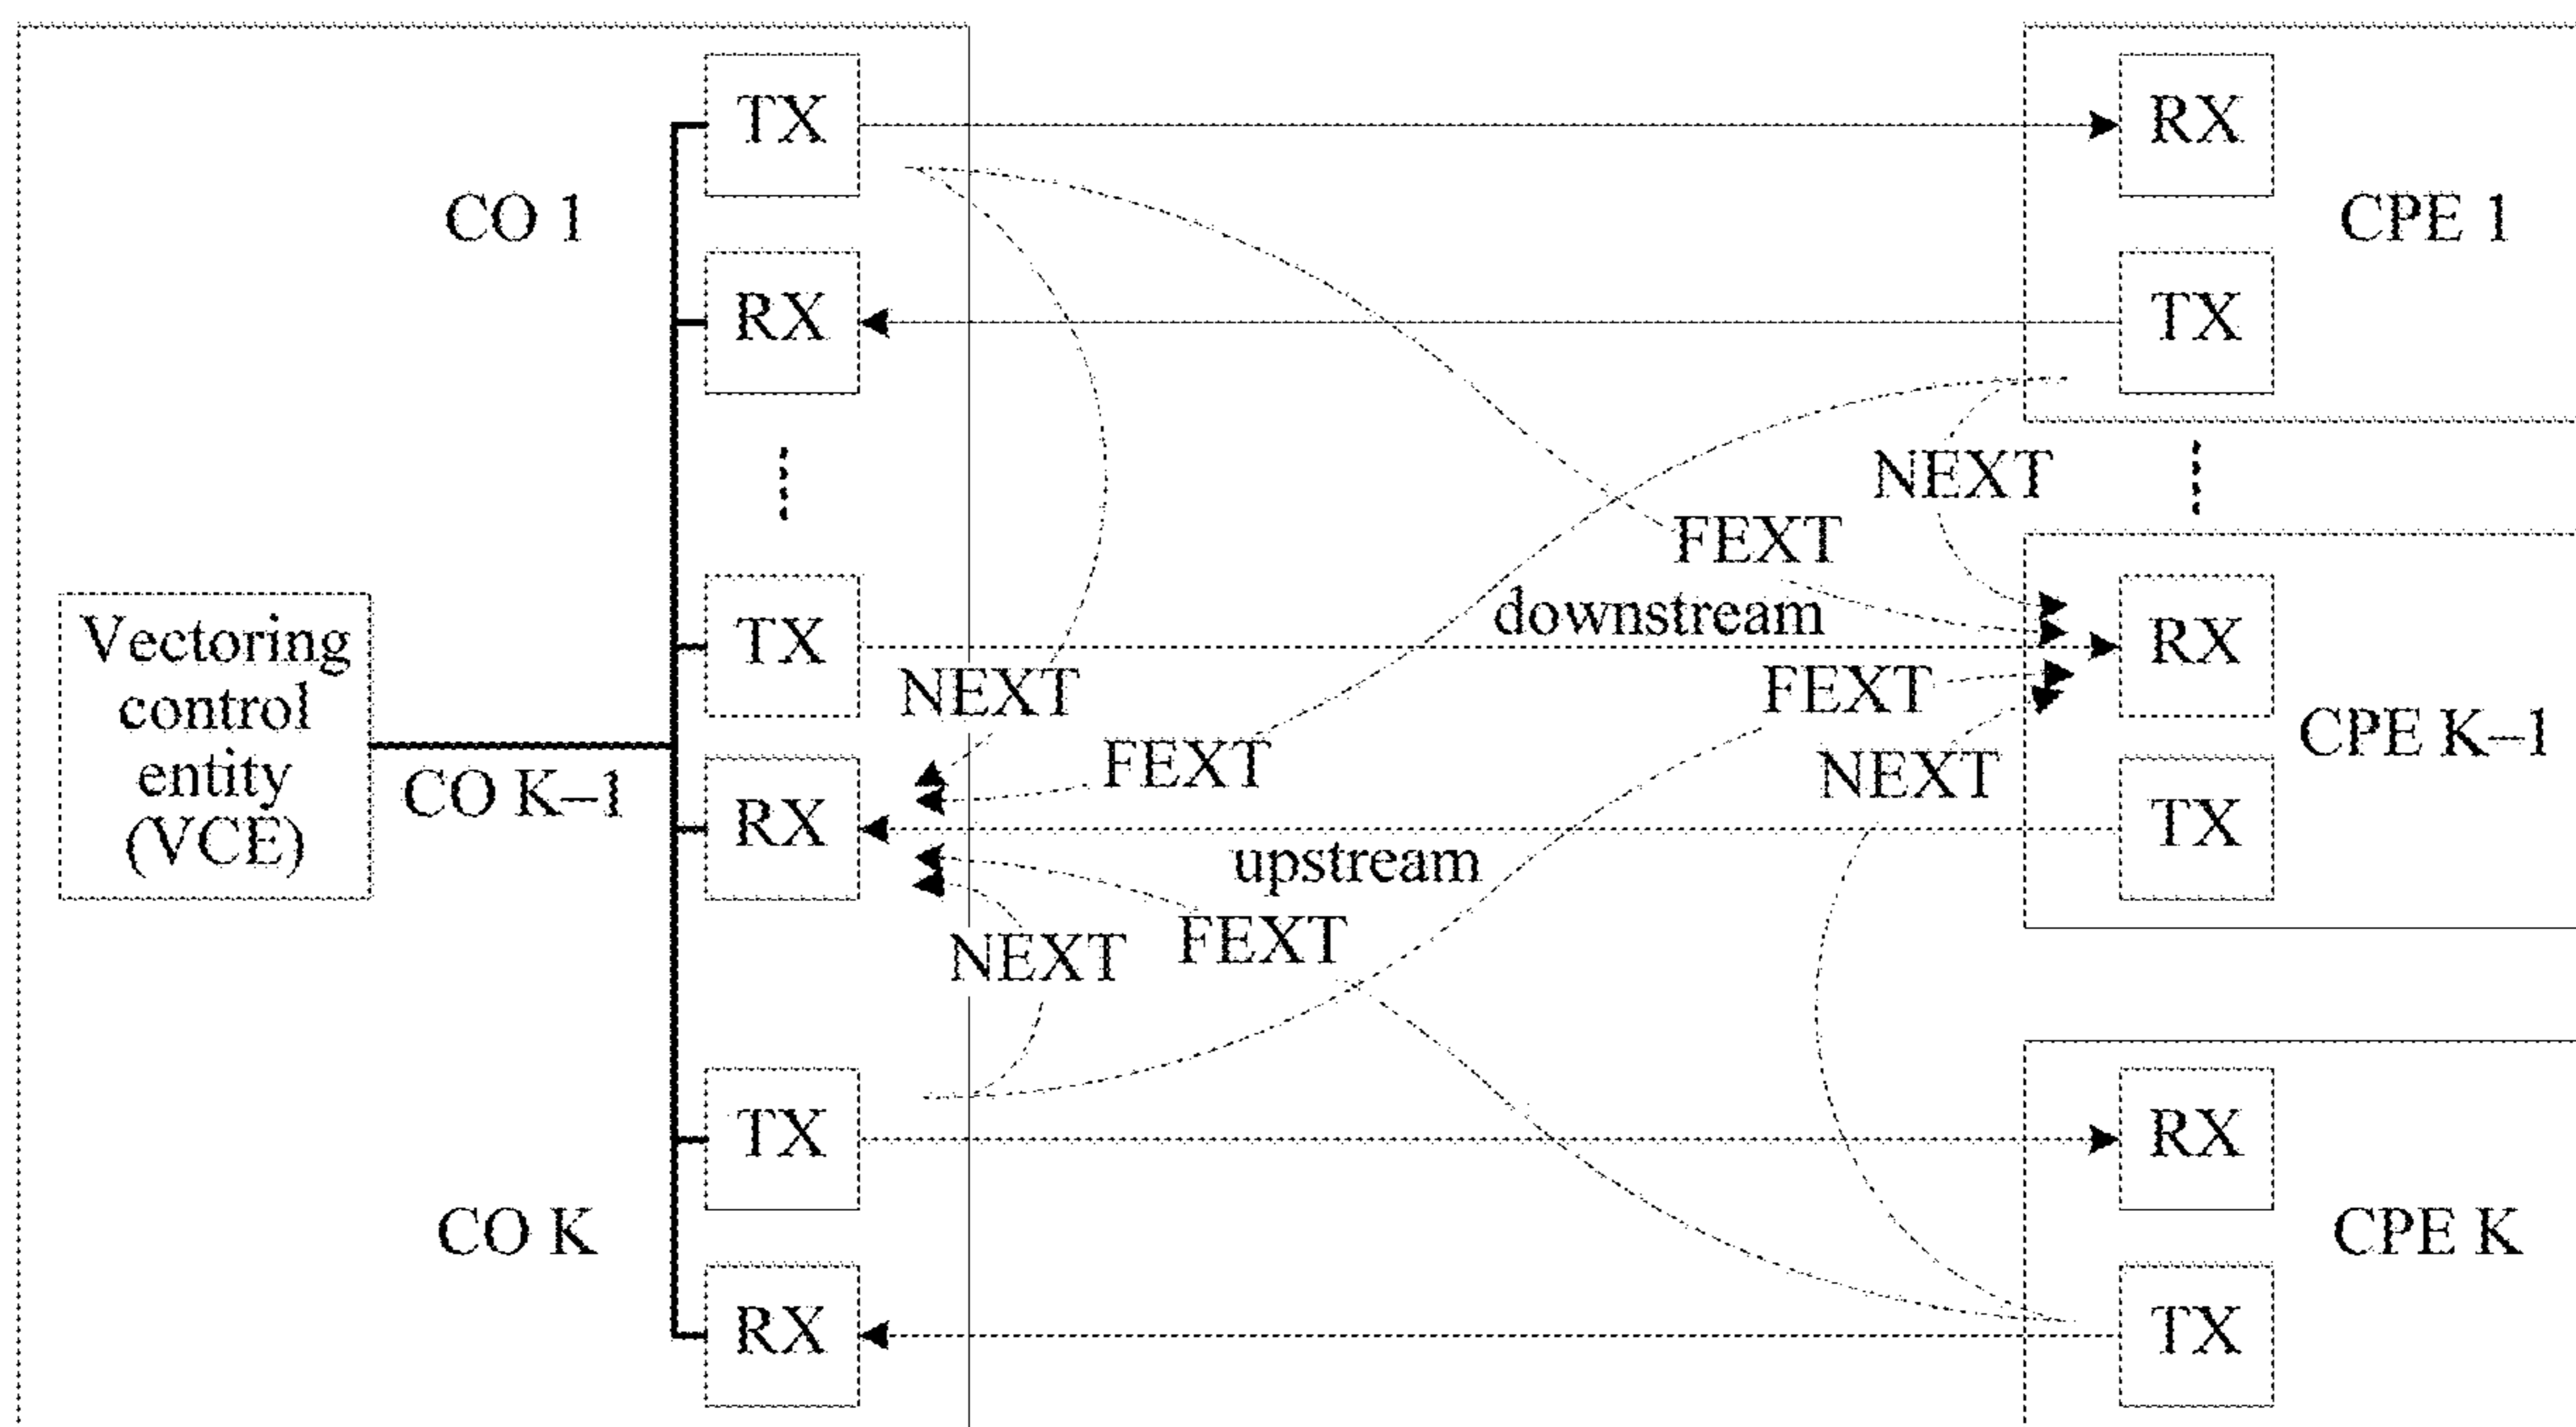 TX
RX
CO 1
CPE 1
RX
TX
NEXT
FEXT
TX
downstream
RX
Vectoring
control
entity
(VCE)
NEXT
FEXT
CPE K–1
FEXT
NEXT
CO K–1
RX
TX
upstream
FEXT
NEXT
TX
RX
CO K
CPE K
RX
TX